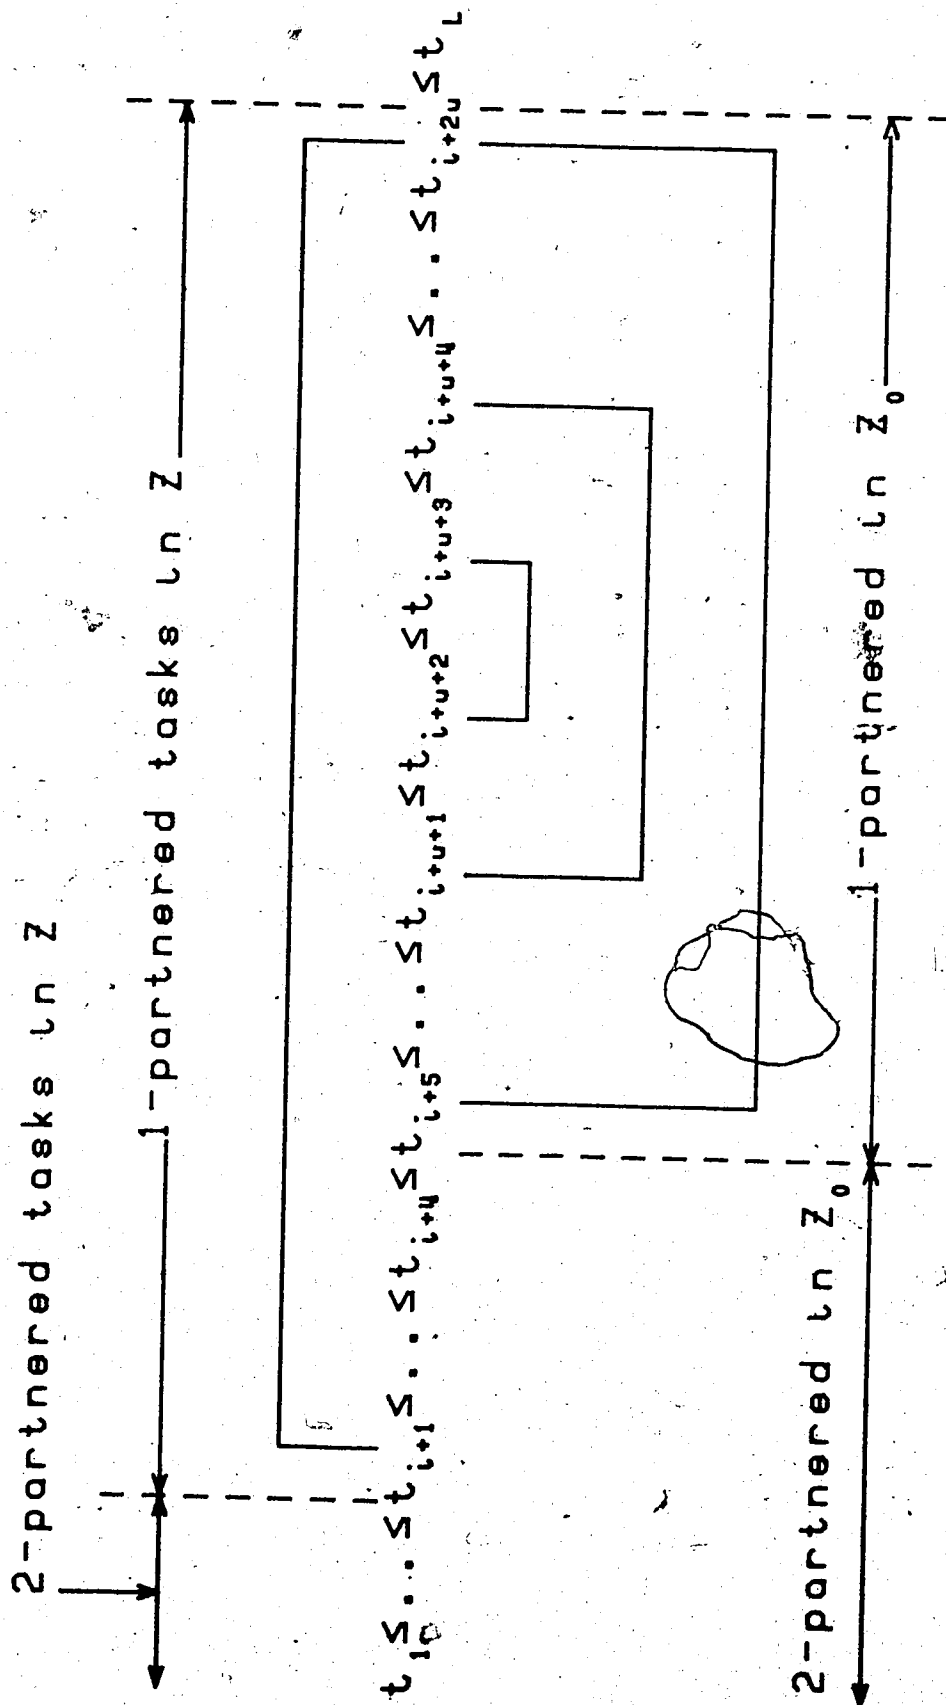 2-partnered tasks in Z
1-partnered tasks in Z
t₁ ≤ . . ≤ tᵢ₊₁ ≤ . . ≤ tᵢ₊₄ ≤ tᵢ₊₅ ≤ . . ≤ tᵢ₊ᵤ₊₁ ≤ tᵢ₊ᵤ₊₂ ≤ tᵢ₊ᵤ₊₃ ≤ tᵢ₊ᵤ₊₄ ≤ . . ≤ tᵢ₊₂ᵤ ≤ t_L
2-partnered in Z₀
1-partnered in Z₀